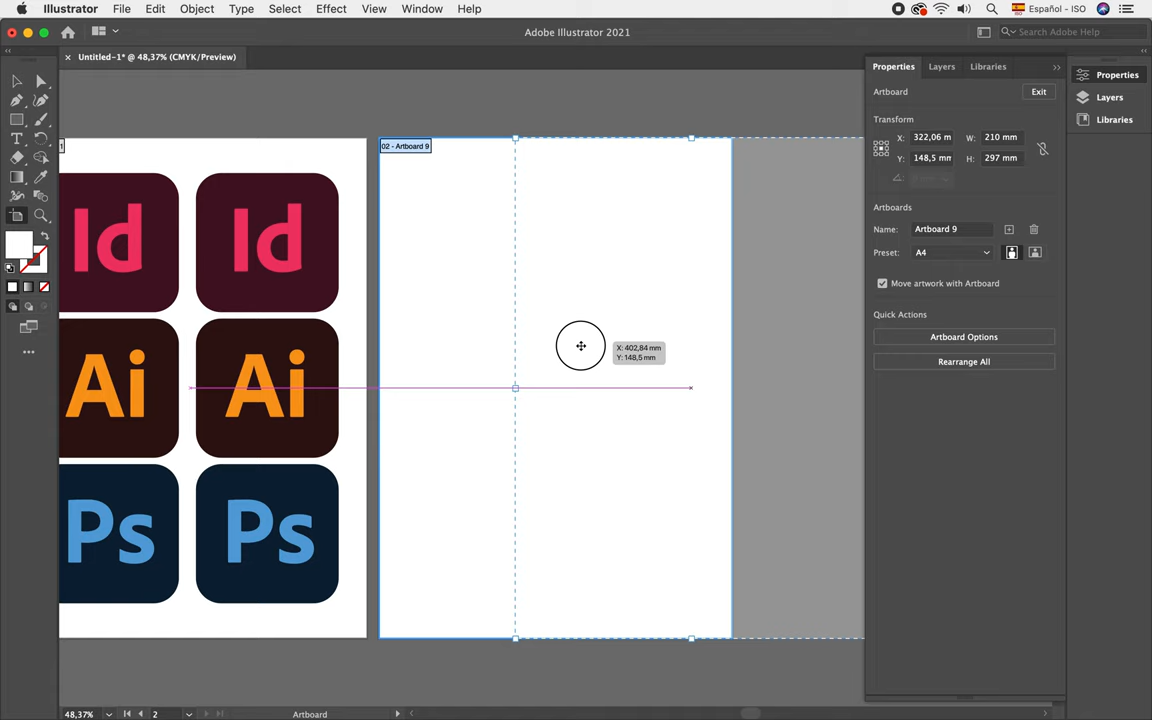 Illustrator File Edit Object Type Select Effect View Window Help
Español - ISO
Adobe Illustrator 2021
Search Adobe Help
Untitled-1* @ 48,37% (CMYK/Preview)
Properties Layers Libraries
Artboard
Exit
Transform
X: 322,06 m W: 210 mm
Y: 148,5 mm H: 297 mm
Artboards
Name: Artboard 9
Preset: A4
Move artwork with Artboard
Quick Actions
Artboard Options
Rearrange All
Properties
Layers
Libraries
1
02 - Artboard 9
Id Id
Ai Ai
Ps Ps
X: 402,84 mm
Y: 148,5 mm
48,37%
2
Artboard